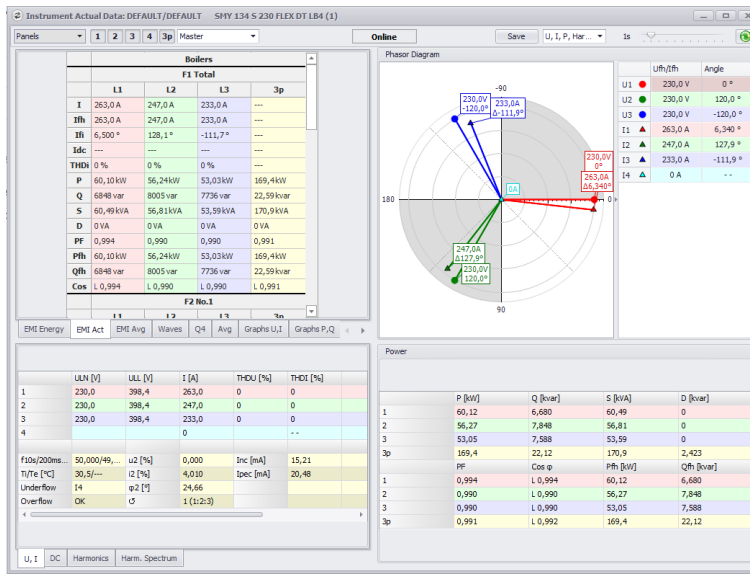 Instrument Actual Data: DEFAULT/DEFAULT SMY 134 S 230 FLEX DT LB4 (1)
Panels 1 2 3 4 3p Master Online Save U, I, P, Har... 1s
Boilers
F1 Total
L1 L2 L3 3p
I 263,0 A 247,0 A 233,0 A ---
Ifh 263,0 A 247,0 A 233,0 A ---
Ifi 6,500 ° 128,1 ° -111,7 ° ---
Idc --- --- --- ---
THDi 0 % 0 % 0 % ---
P 60,10 kW 56,24 kW 53,03 kW 169,4 kW
Q 6848 var 8005 var 7736 var 22,59 kvar
S 60,49 kVA 56,81 kVA 53,59 kVA 170,9 kVA
D 0 VA 0 VA 0 VA 0 VA
PF 0,994 0,990 0,990 0,991
Pfh 60,10 kW 56,24 kW 53,03 kW 169,4 kW
Qfh 6848 var 8005 var 7736 var 22,59 kvar
Cos L 0,994 L 0,990 L 0,990 L 0,991
F2 No.1
L1 L2 L3 3p
EMI Energy EMI Act EMI Avg Waves Q4 Avg Graphs U,I Graphs P,Q
Phasor Diagram
-90
230,0V
-120,0°
233,0A
Δ-111,9°
230,0V
0°
263,0A
Δ6,340°
0A
180
0
247,0A
Δ127,9°
230,0V
120,0°
90
Ufh/Ifh Angle
U1 230,0 V 0 °
U2 230,0 V 120,0 °
U3 230,0 V -120,0 °
I1 263,0 A 6,340 °
I2 247,0 A 127,9 °
I3 233,0 A -111,9 °
I4 0 A - -
ULN [V] ULL [V] I [A] THDU [%] THDI [%]
1 230,0 398,4 263,0 0 0
2 230,0 398,4 247,0 0 0
3 230,0 398,4 233,0 0 0
4 0 - -
f10s/200ms... 50,000/49,... u2 [%] 0,000 Inc [mA] 15,21
Ti/Te [°C] 30,5/--- i2 [%] 4,010 Ipec [mA] 20,48
Underflow I4 φ2 [°] 24,66
Overflow OK ↺ 1 (1:2:3)
U, I DC Harmonics Harm. Spectrum
Power
P [kW] Q [kvar] S [kVA] D [kvar]
1 60,12 6,680 60,49 0
2 56,27 7,848 56,81 0
3 53,05 7,588 53,59 0
3p 169,4 22,12 170,9 2,423
PF Cos φ Pfh [kW] Qfh [kvar]
1 0,994 L 0,994 60,12 6,680
2 0,990 L 0,990 56,27 7,848
3 0,990 L 0,990 53,05 7,588
3p 0,991 L 0,992 169,4 22,12